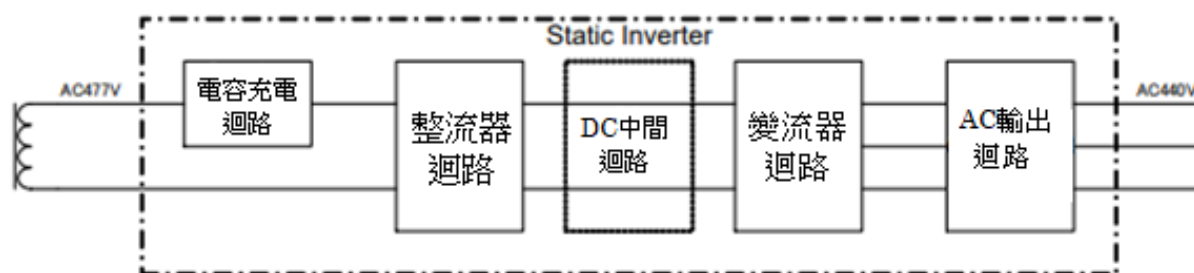 Static Inverter
AC477V
電容充電
迴路
整流器
迴路
DC中間
迴路
變流器
迴路
AC輸出
迴路
AC440V